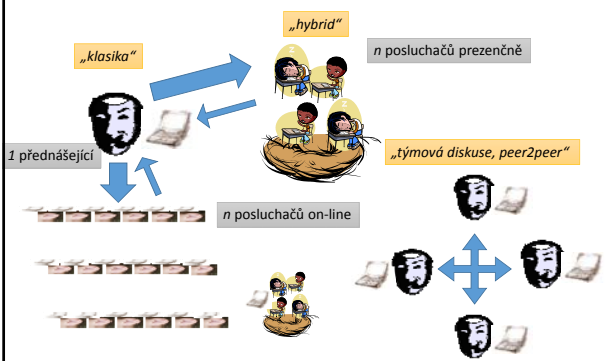 „hybrid“
„klasika“
n posluchačů prezenčně
1 přednášející
„týmová diskuse, peer2peer“
n posluchačů on-line